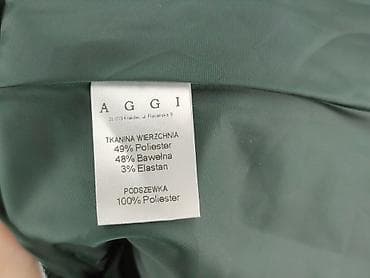 AGGI
TKANINA WIERZCHNIA
49% Poliester
48% Bawełna
3% Elastan
PODSZEWKA
100% Poliester